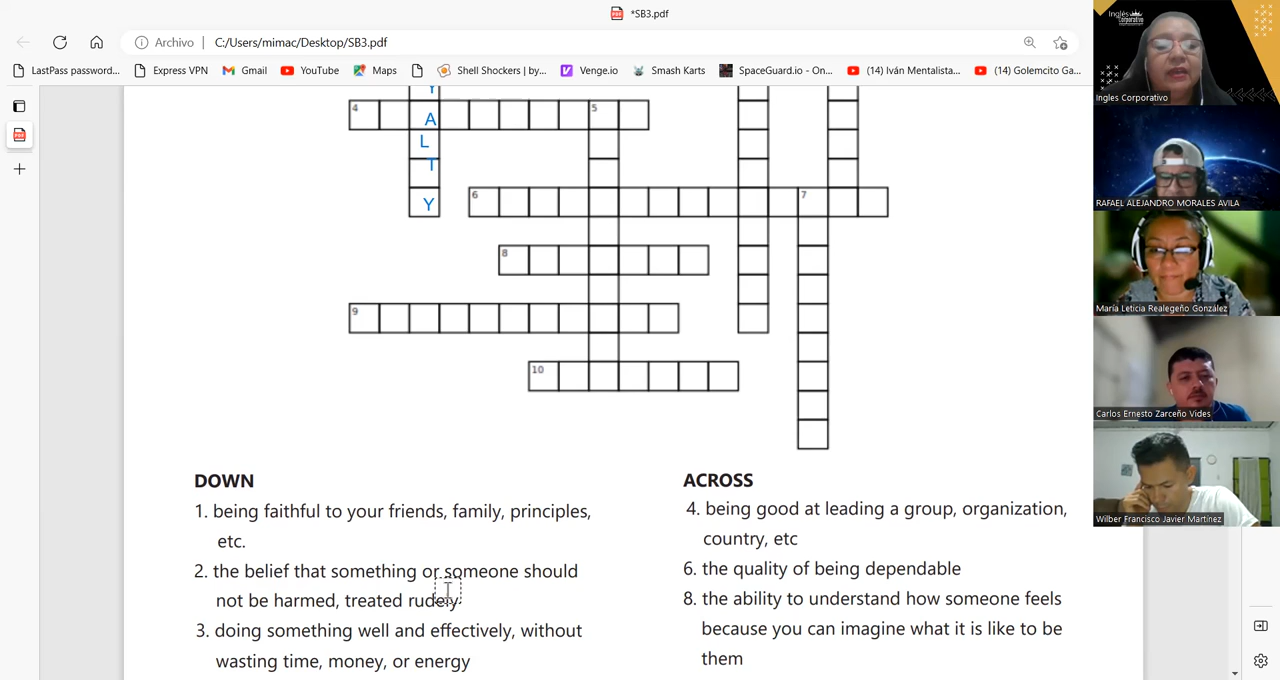 *SB3.pdf
Archivo
C:/Users/mimac/Desktop/SB3.pdf
LastPass password...
Express VPN
Gmail
YouTube
Maps
Shell Shockers | by...
Venge.io
Smash Karts
SpaceGuard.io - On...
(14) Iván Mentalista...
(14) Golemcito Ga...
Inglés Corporativo
Ingles Corporativo
RAFAEL ALEJANDRO MORALES AVILA
María Leticia Realegeño González
Carlos Ernesto Zarceño Vides
Wilber Francisco Javier Martínez
Y
4
A
5
L
T
Y
6
7
8
9
10
DOWN
1. being faithful to your friends, family, principles,
etc.
2. the belief that something or someone should
not be harmed, treated rudely
3. doing something well and effectively, without
wasting time, money, or energy
ACROSS
4. being good at leading a group, organization,
country, etc
6. the quality of being dependable
8. the ability to understand how someone feels
because you can imagine what it is like to be
them